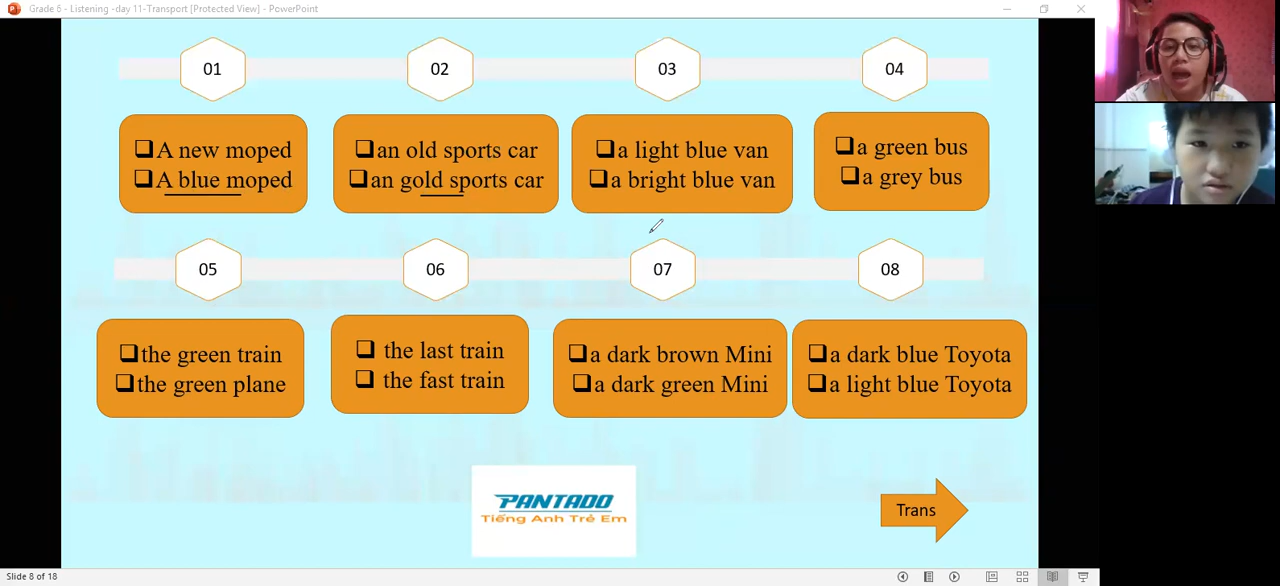 Grade 6 - Listening -day 11-Transport [Protected View] - PowerPoint
01
02
03
04
A new moped
A blue moped
an old sports car
an gold sports car
a light blue van
a bright blue van
a green bus
a grey bus
05
06
07
08
the green train
the green plane
the last train
the fast train
a dark brown Mini
a dark green Mini
a dark blue Toyota
a light blue Toyota
PANTADO
Tiếng Anh Trẻ Em
Trans
Slide 8 of 18